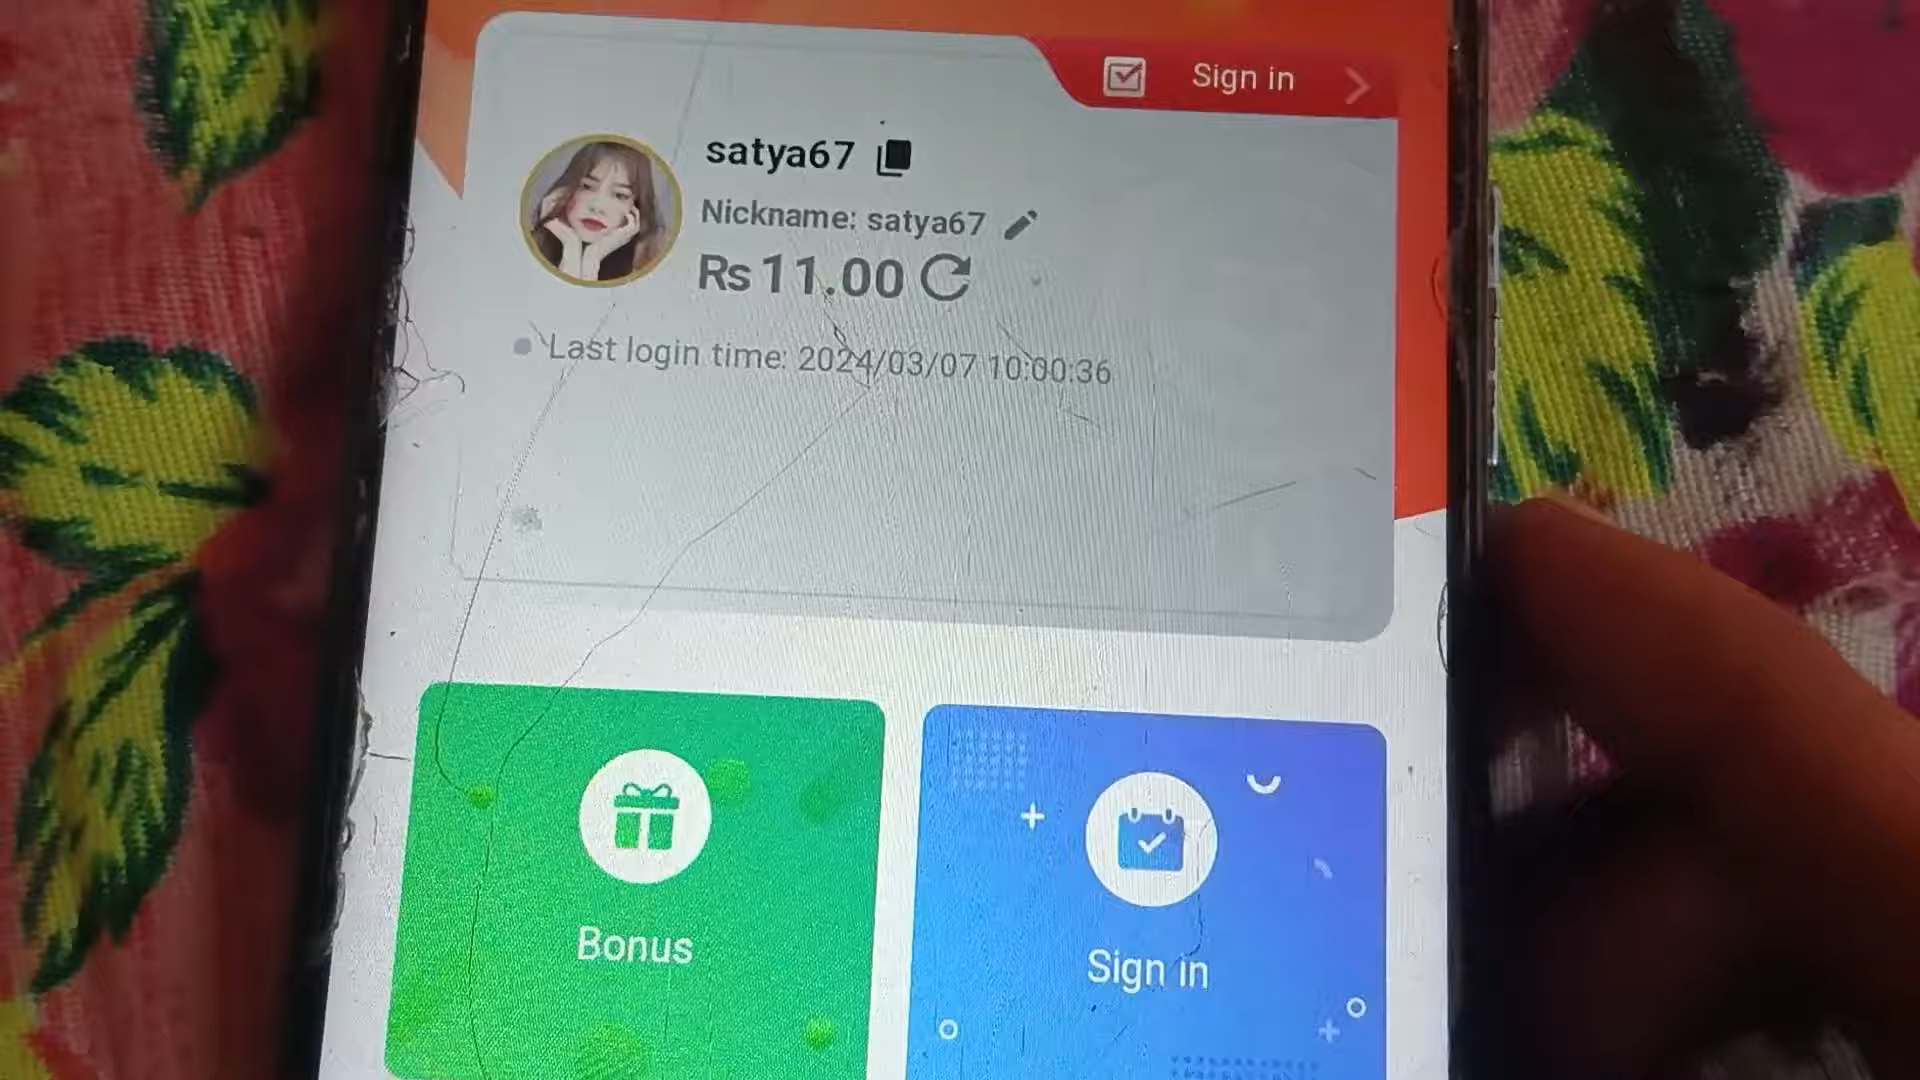 Sign in
satya67
Nickname: satya67
Rs 11.00
Last login time: 2024/03/07 10:00:36
Bonus
Sign in